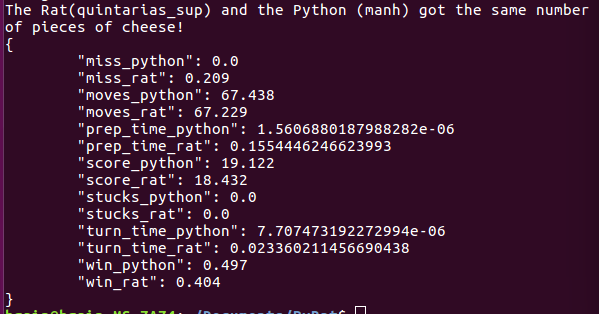 The Rat(quintarias_sup) and the Python (manh) got the same number
of pieces of cheese!
{
"miss_python": 0.0
"miss_rat": 0.209
"moves_python": 67.438
"moves_rat": 67.229
"prep_time_python": 1.5606880187988282e-06
"prep_time_rat": 0.1554446246623993
"score_python": 19.122
"score_rat": 18.432
"stucks_python": 0.0
"stucks_rat": 0.0
"turn_time_python": 7.707473192272994e-06
"turn_time_rat": 0.023360211456690438
"win_python": 0.497
"win_rat": 0.404
}